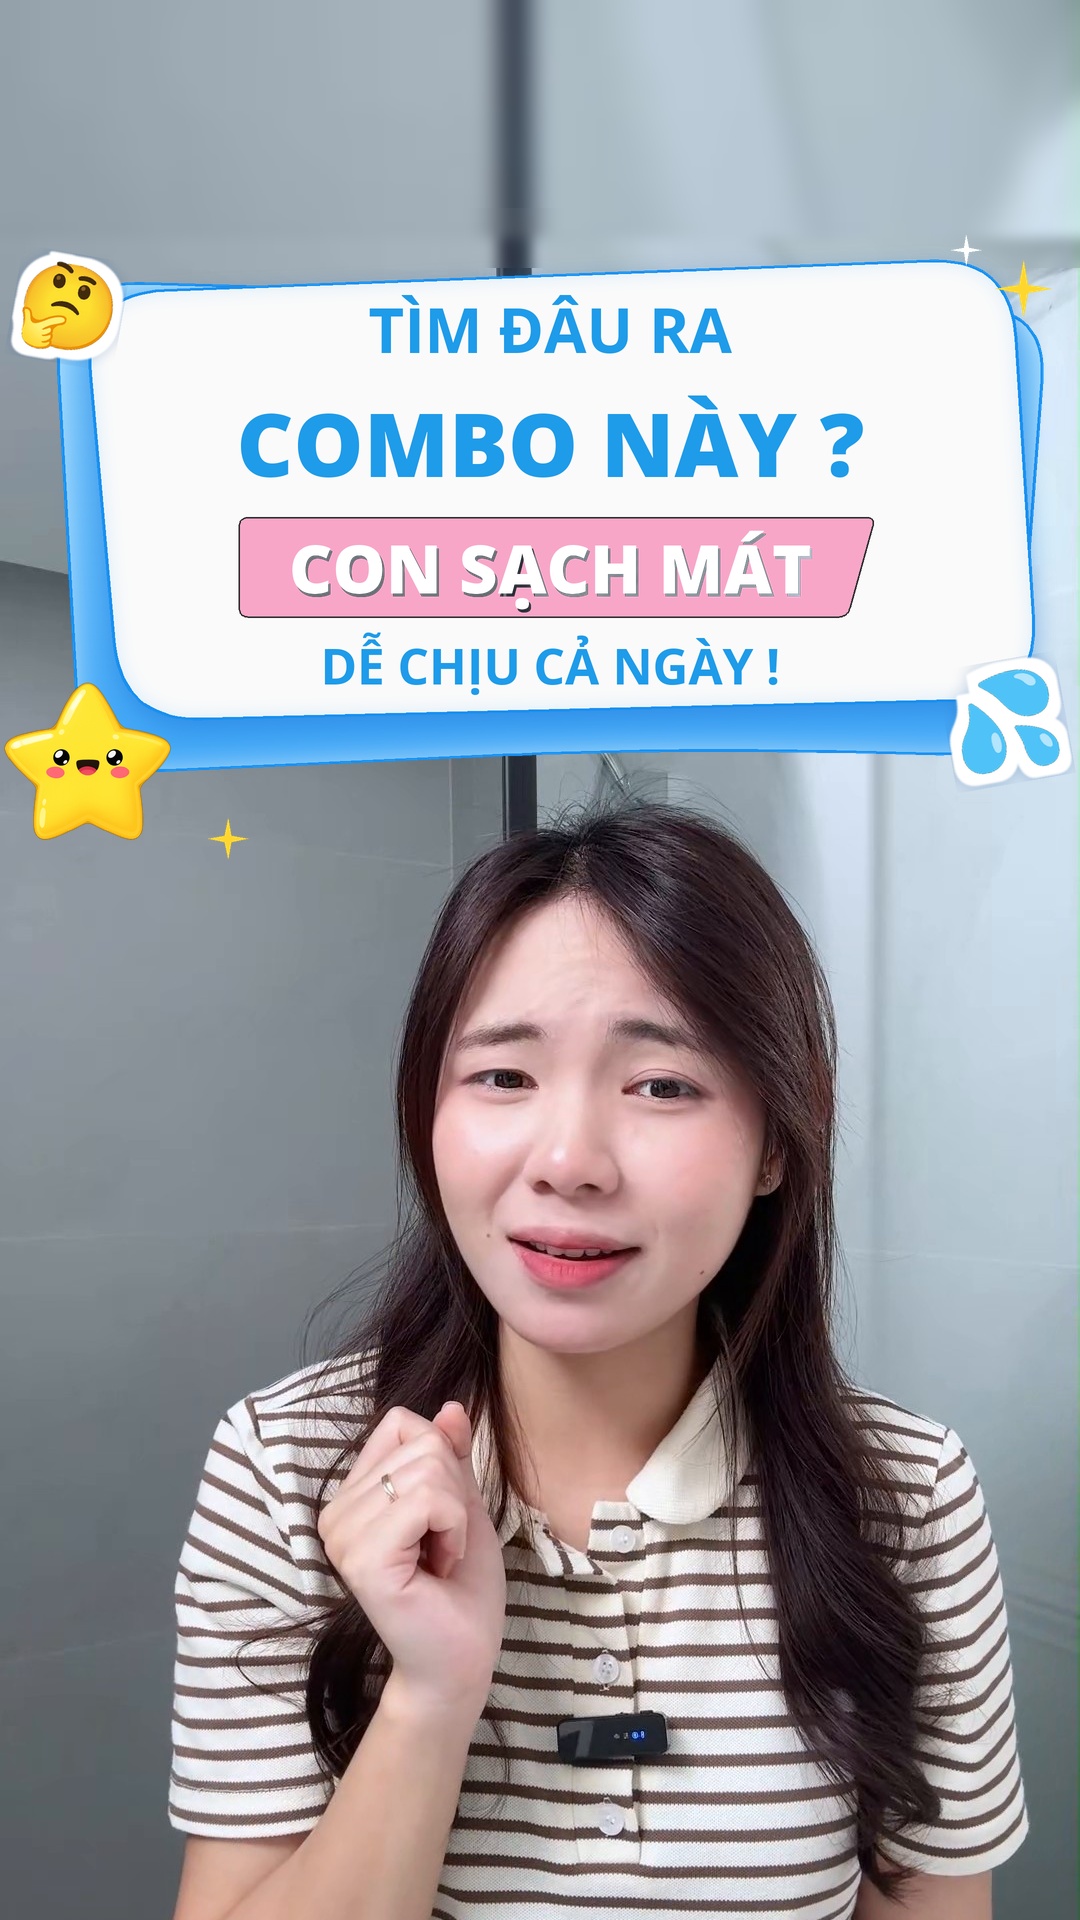 TÌM ĐÂU RA
COMBO NÀY ?
CON SẠCH MÁT
DỄ CHỊU CẢ NGÀY !